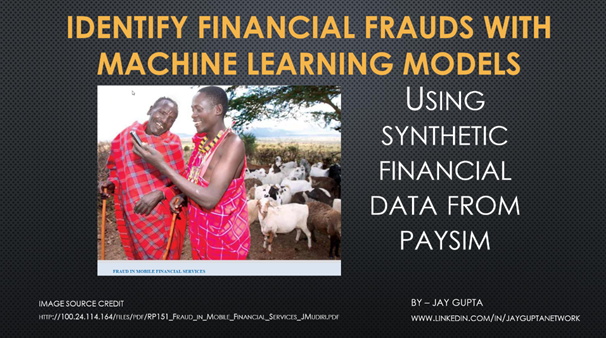 IDENTIFY FINANCIAL FRAUDS WITH
MACHINE LEARNING MODELS
USING
SYNTHETIC
FINANCIAL
DATA FROM
PAYSIM
FRAUD IN MOBILE FINANCIAL SERVICES
IMAGE SOURCE CREDIT
HTTP://100.24.114.164/FILES/PDF/RP151_FRAUD_IN_MOBILE_FINANCIAL_SERVICES_JMUDIRI.PDF
BY – JAY GUPTA
WWW.LINKEDIN.COM/IN/JAYGUPTANETWORK